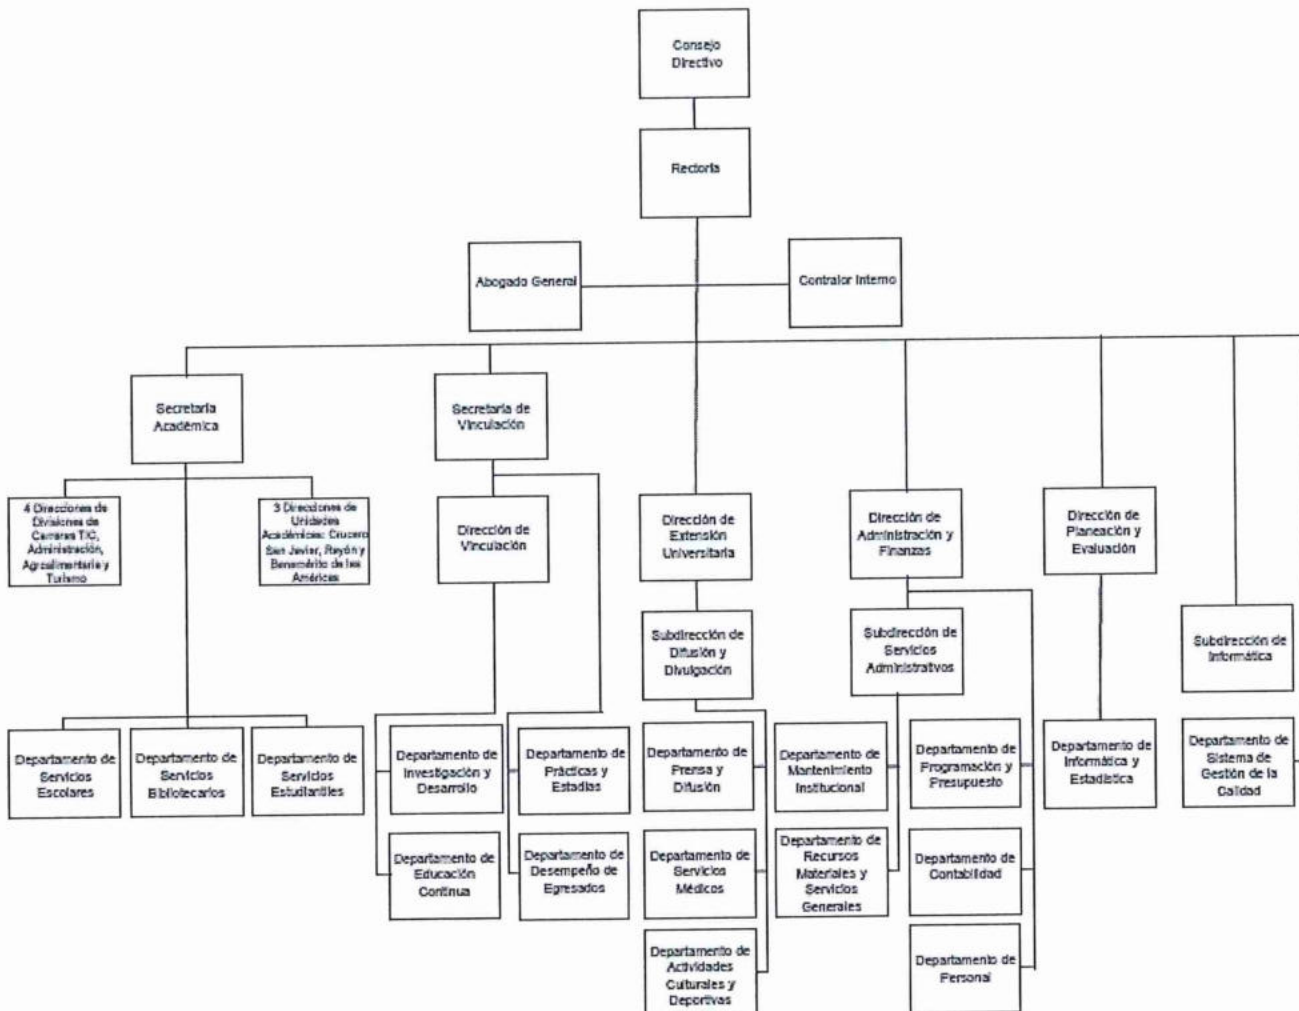 Consejo
Directivo
Rectoría
Abogado General
Contralor Interno
Secretaría
Académica
Secretaría de
Vinculación
4 Direcciones de
Divisiones de
Carreras TIC,
Administración,
Agroalimentaria y
Turismo
3 Direcciones de
Unidades
Académicas: Crucero
San Javier, Rayón y
Benemérito de las
Américas
Dirección de
Vinculación
Dirección de
Extensión
Universitaria
Dirección de
Administración y
Finanzas
Dirección de
Planeación y
Evaluación
Subdirección de
Difusión y
Divulgación
Subdirección de
Servicios
Administrativos
Subdirección de
Informática
Departamento de
Servicios
Escolares
Departamento de
Servicios
Bibliotecarios
Departamento de
Servicios
Estudiantiles
Departamento de
Investigación y
Desarrollo
Departamento de
Prácticas y
Estadías
Departamento de
Prensa y
Difusión
Departamento de
Mantenimiento
Institucional
Departamento de
Programación y
Presupuesto
Departamento de
Informática y
Estadística
Departamento de
Sistema de
Gestión de la
Calidad
Departamento de
Educación
Continua
Departamento de
Desempeño de
Egresados
Departamento de
Servicios
Médicos
Departamento de
Recursos
Materiales y
Servicios
Generales
Departamento de
Contabilidad
Departamento de
Actividades
Culturales y
Deportivas
Departamento de
Personal